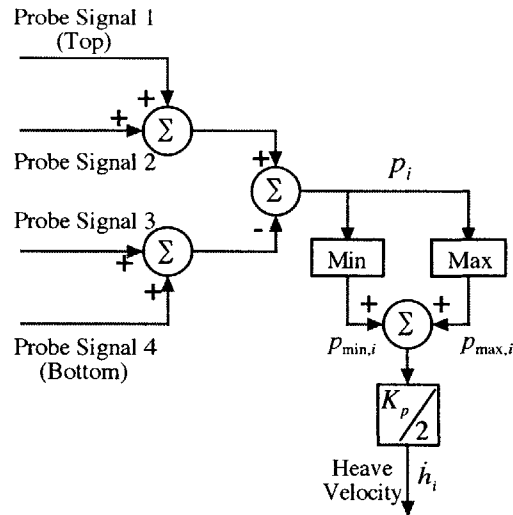 Probe Signal 1
(Top)
+
+
Σ
Probe Signal 2
+
Σ
-
p_i
Probe Signal 3
+
Σ
+
Probe Signal 4
(Bottom)
Min
Max
+
+
Σ
p_min,i
p_max,i
K_p/2
Heave
Velocity
ḣ_i